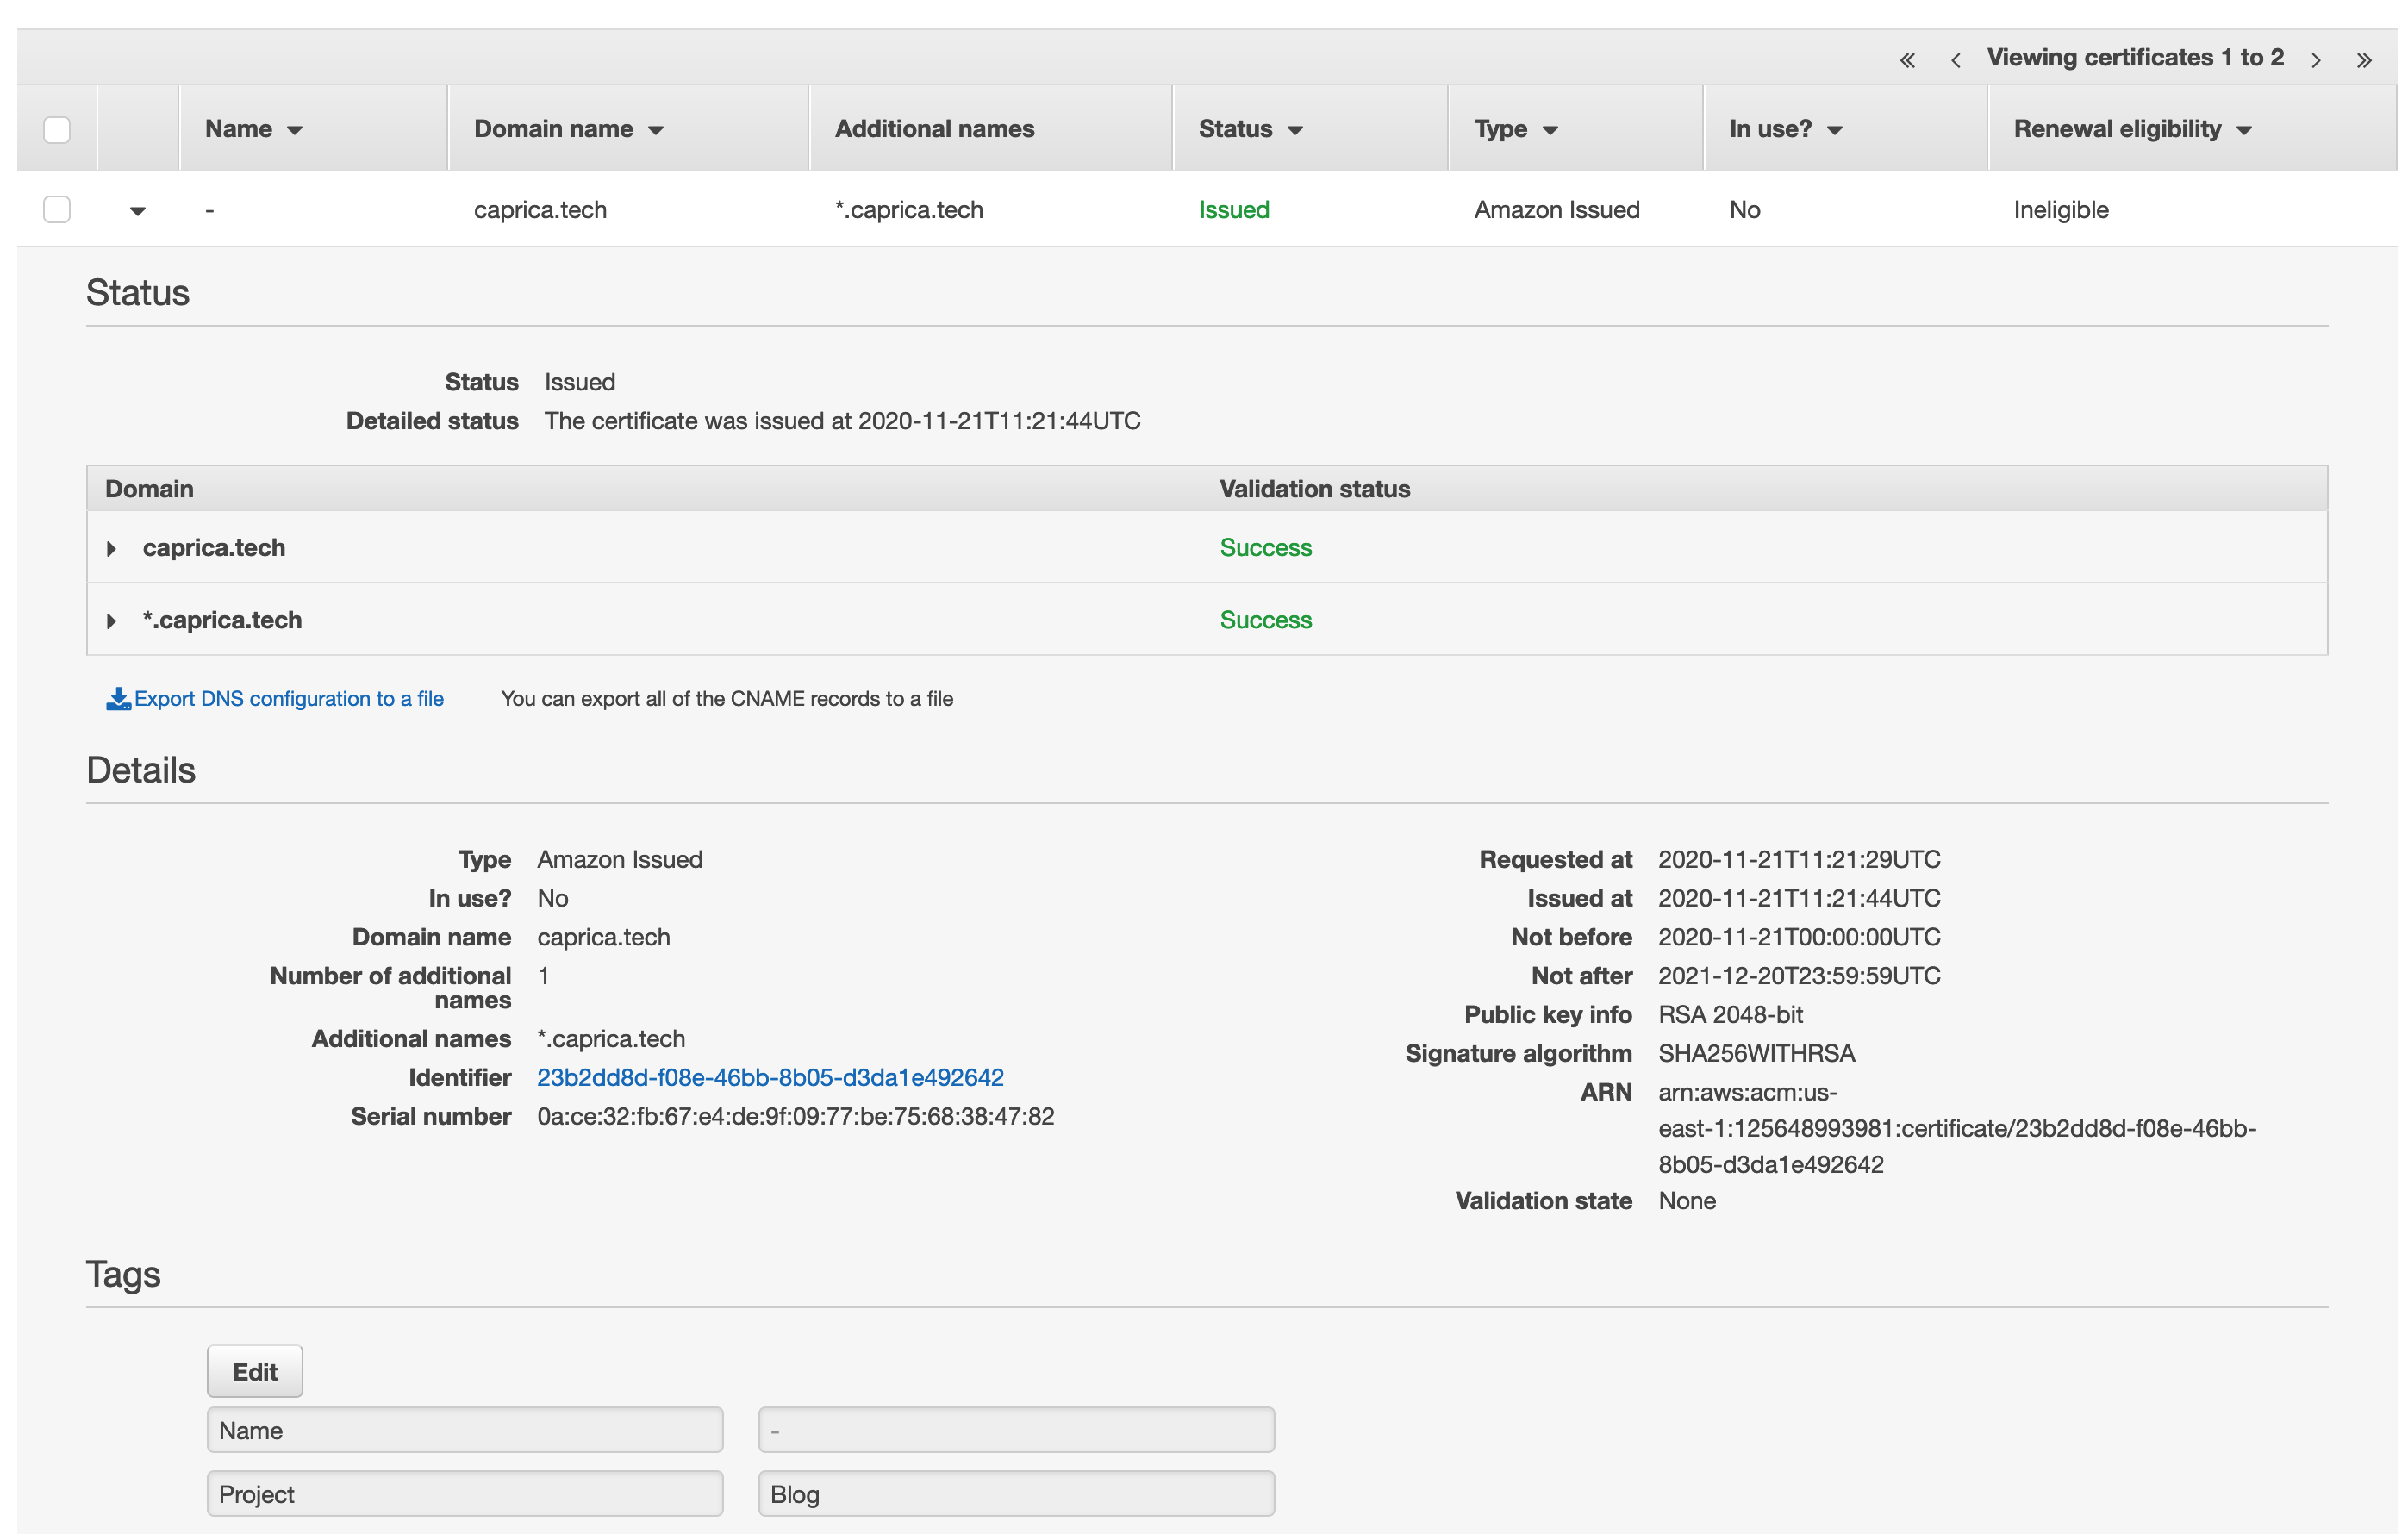 « ‹ Viewing certificates 1 to 2 › »
Name Domain name Additional names Status Type In use? Renewal eligibility
- caprica.tech *.caprica.tech Issued Amazon Issued No Ineligible
Status
Status Issued
Detailed status The certificate was issued at 2020-11-21T11:21:44UTC
Domain Validation status
caprica.tech Success
*.caprica.tech Success
Export DNS configuration to a file You can export all of the CNAME records to a file
Details
Type Amazon Issued
In use? No
Domain name caprica.tech
Number of additional
names
1
Additional names *.caprica.tech
Identifier 23b2dd8d-f08e-46bb-8b05-d3da1e492642
Serial number 0a:ce:32:fb:67:e4:de:9f:09:77:be:75:68:38:47:82
Requested at 2020-11-21T11:21:29UTC
Issued at 2020-11-21T11:21:44UTC
Not before 2020-11-21T00:00:00UTC
Not after 2021-12-20T23:59:59UTC
Public key info RSA 2048-bit
Signature algorithm SHA256WITHRSA
ARN arn:aws:acm:us-
east-1:125648993981:certificate/23b2dd8d-f08e-46bb-
8b05-d3da1e492642
Validation state None
Tags
Edit
Name -
Project Blog